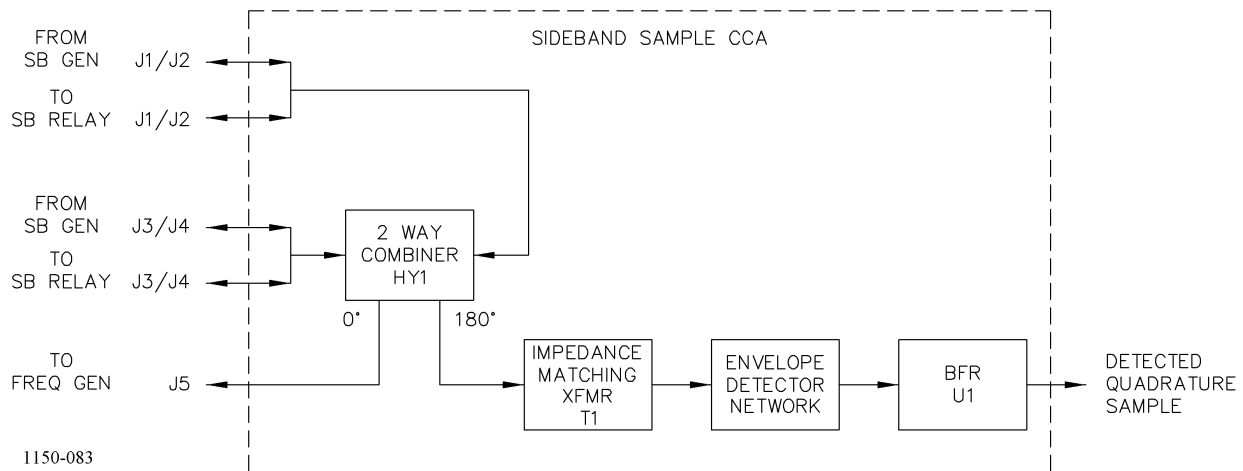 SIDEBAND SAMPLE CCA
FROM
SB GEN J1/J2
TO
SB RELAY J1/J2
FROM
SB GEN J3/J4
TO
SB RELAY J3/J4
2 WAY
COMBINER
HY1
0° 180°
TO
FREQ GEN J5
IMPEDANCE
MATCHING
XFMR
T1
ENVELOPE
DETECTOR
NETWORK
BFR
U1
DETECTED
QUADRATURE
SAMPLE
1150-083